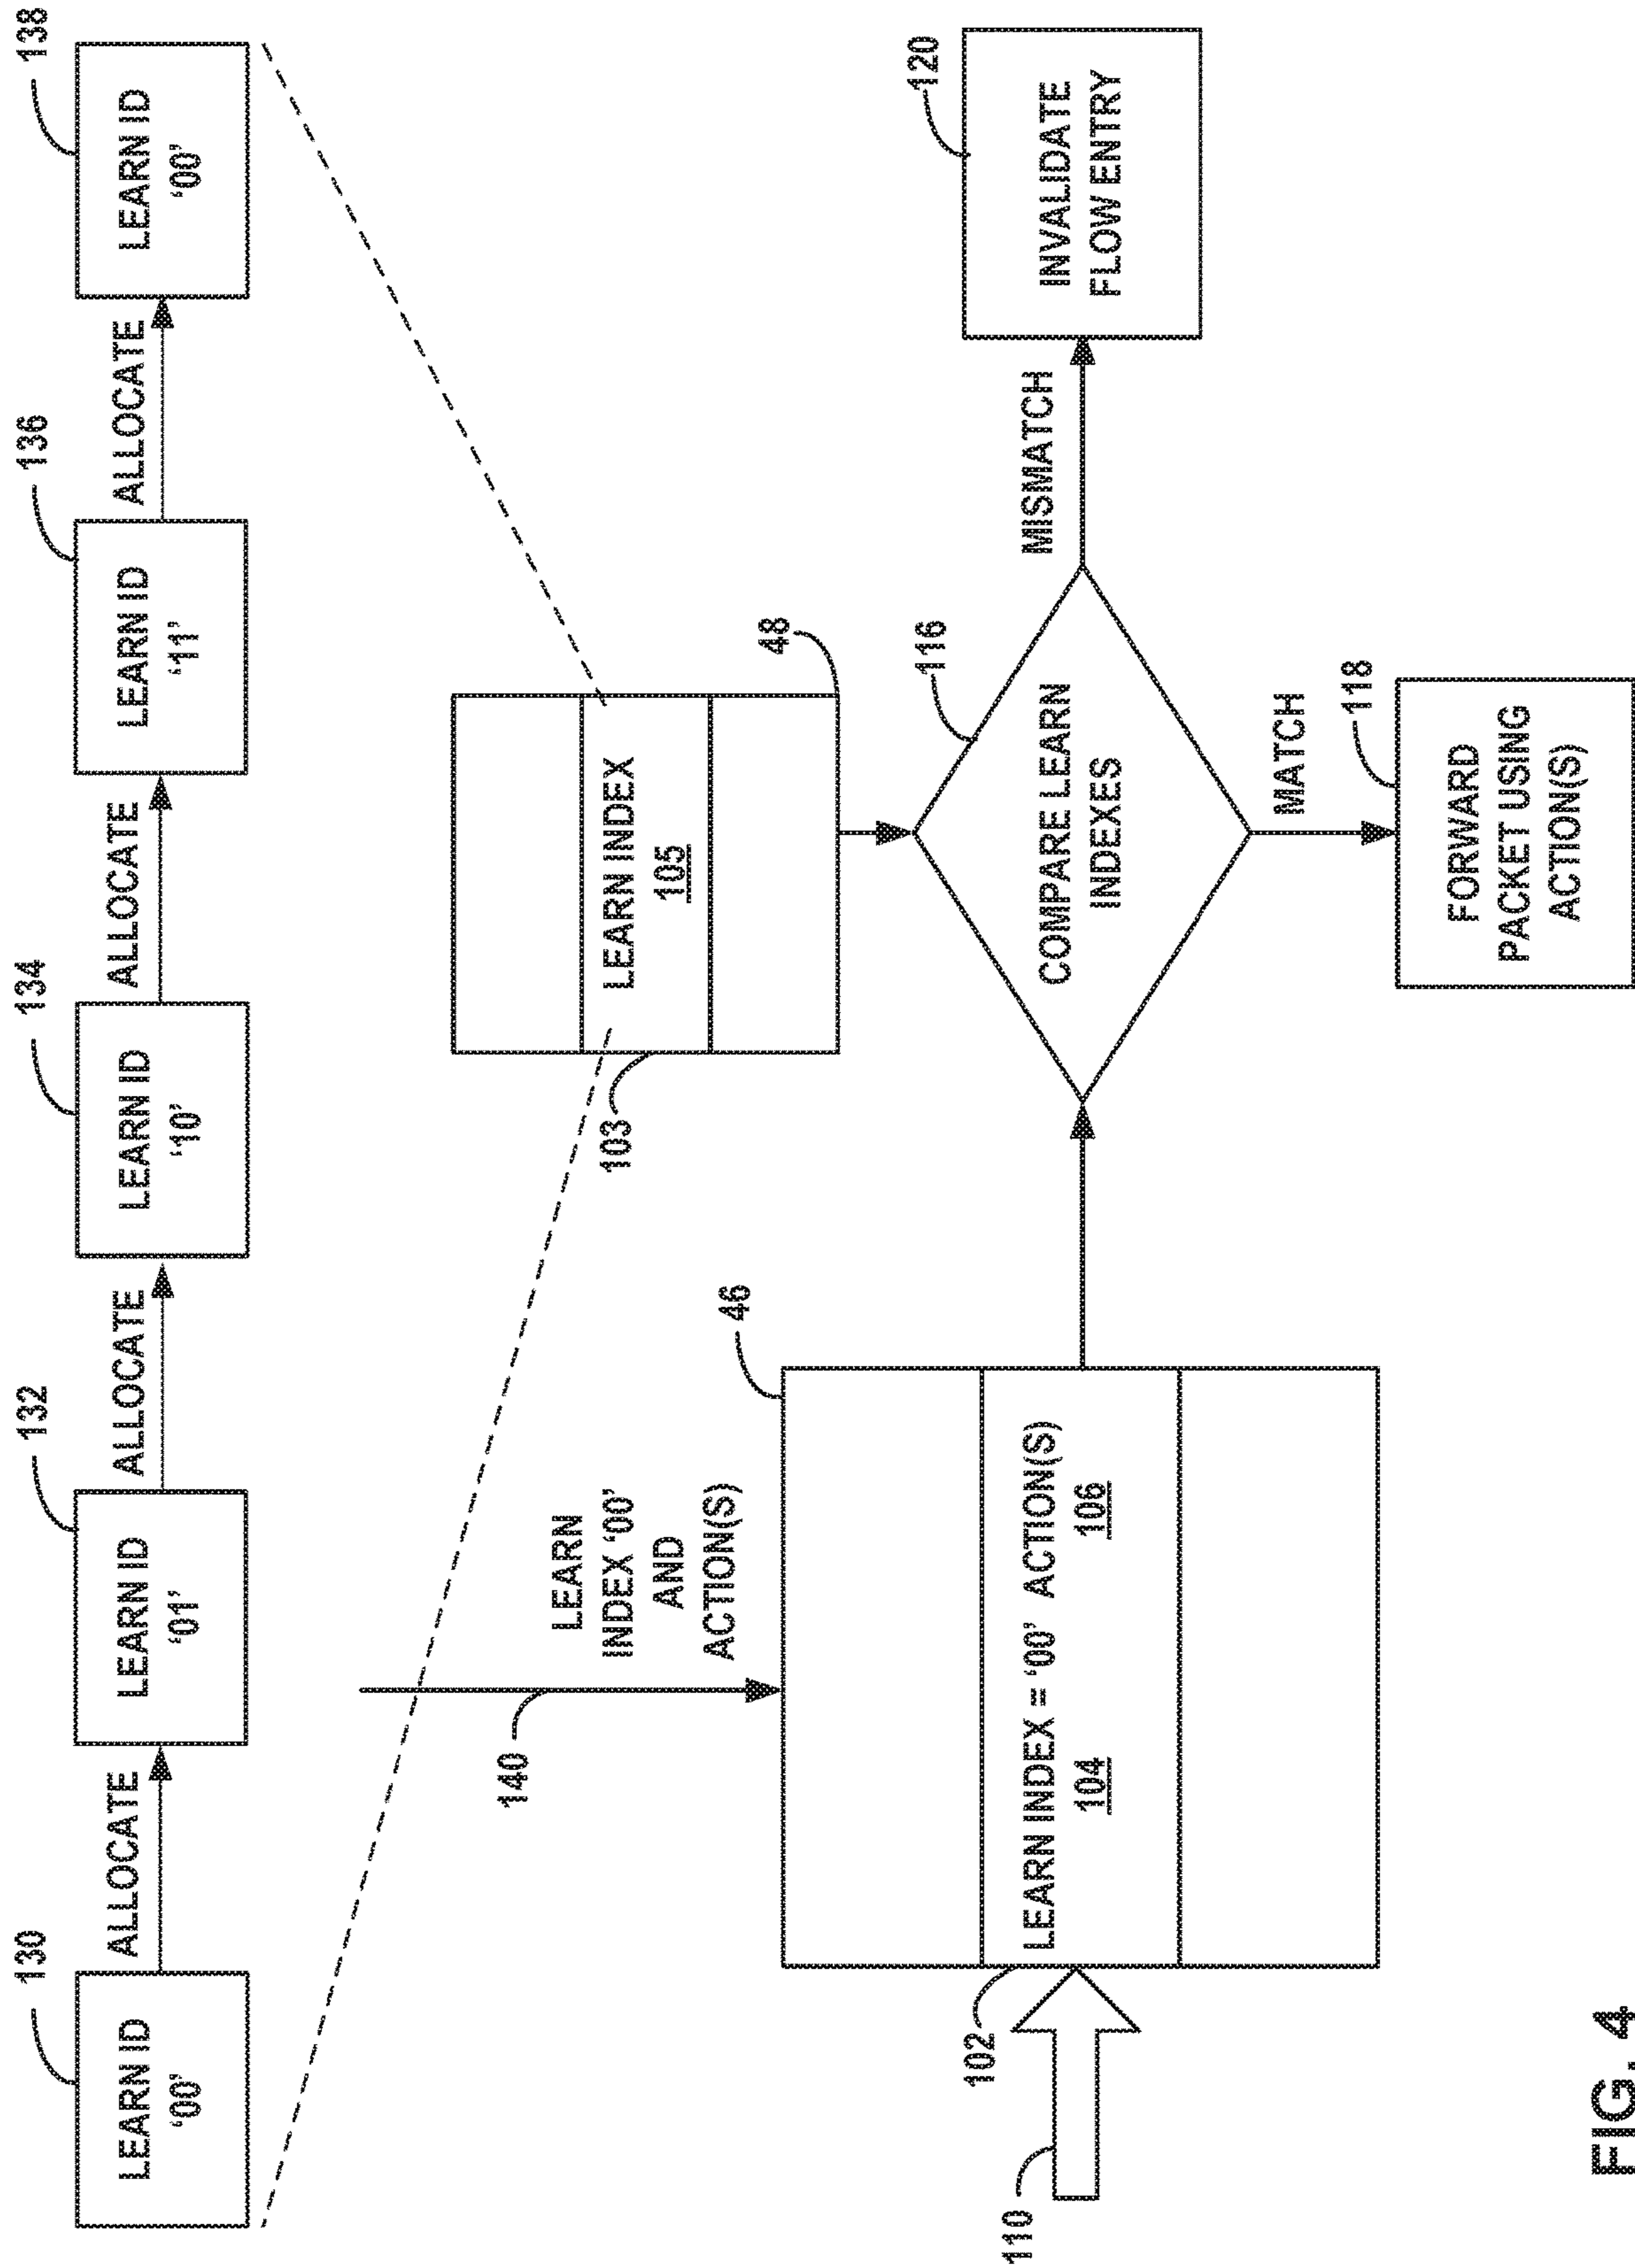 130
132
134
136
138
LEARN ID
'00'
ALLOCATE
LEARN ID
'01'
ALLOCATE
LEARN ID
'10'
ALLOCATE
LEARN ID
'11'
ALLOCATE
LEARN ID
'00'
140
LEARN
INDEX '00'
AND
ACTION(S)
103
LEARN INDEX
105
48
46
102
110
LEARN INDEX = '00' ACTION(S)
104
106
116
COMPARE LEARN
INDEXES
MISMATCH
120
INVALIDATE
FLOW ENTRY
MATCH
118
FORWARD
PACKET USING
ACTION(S)
FIG. 4